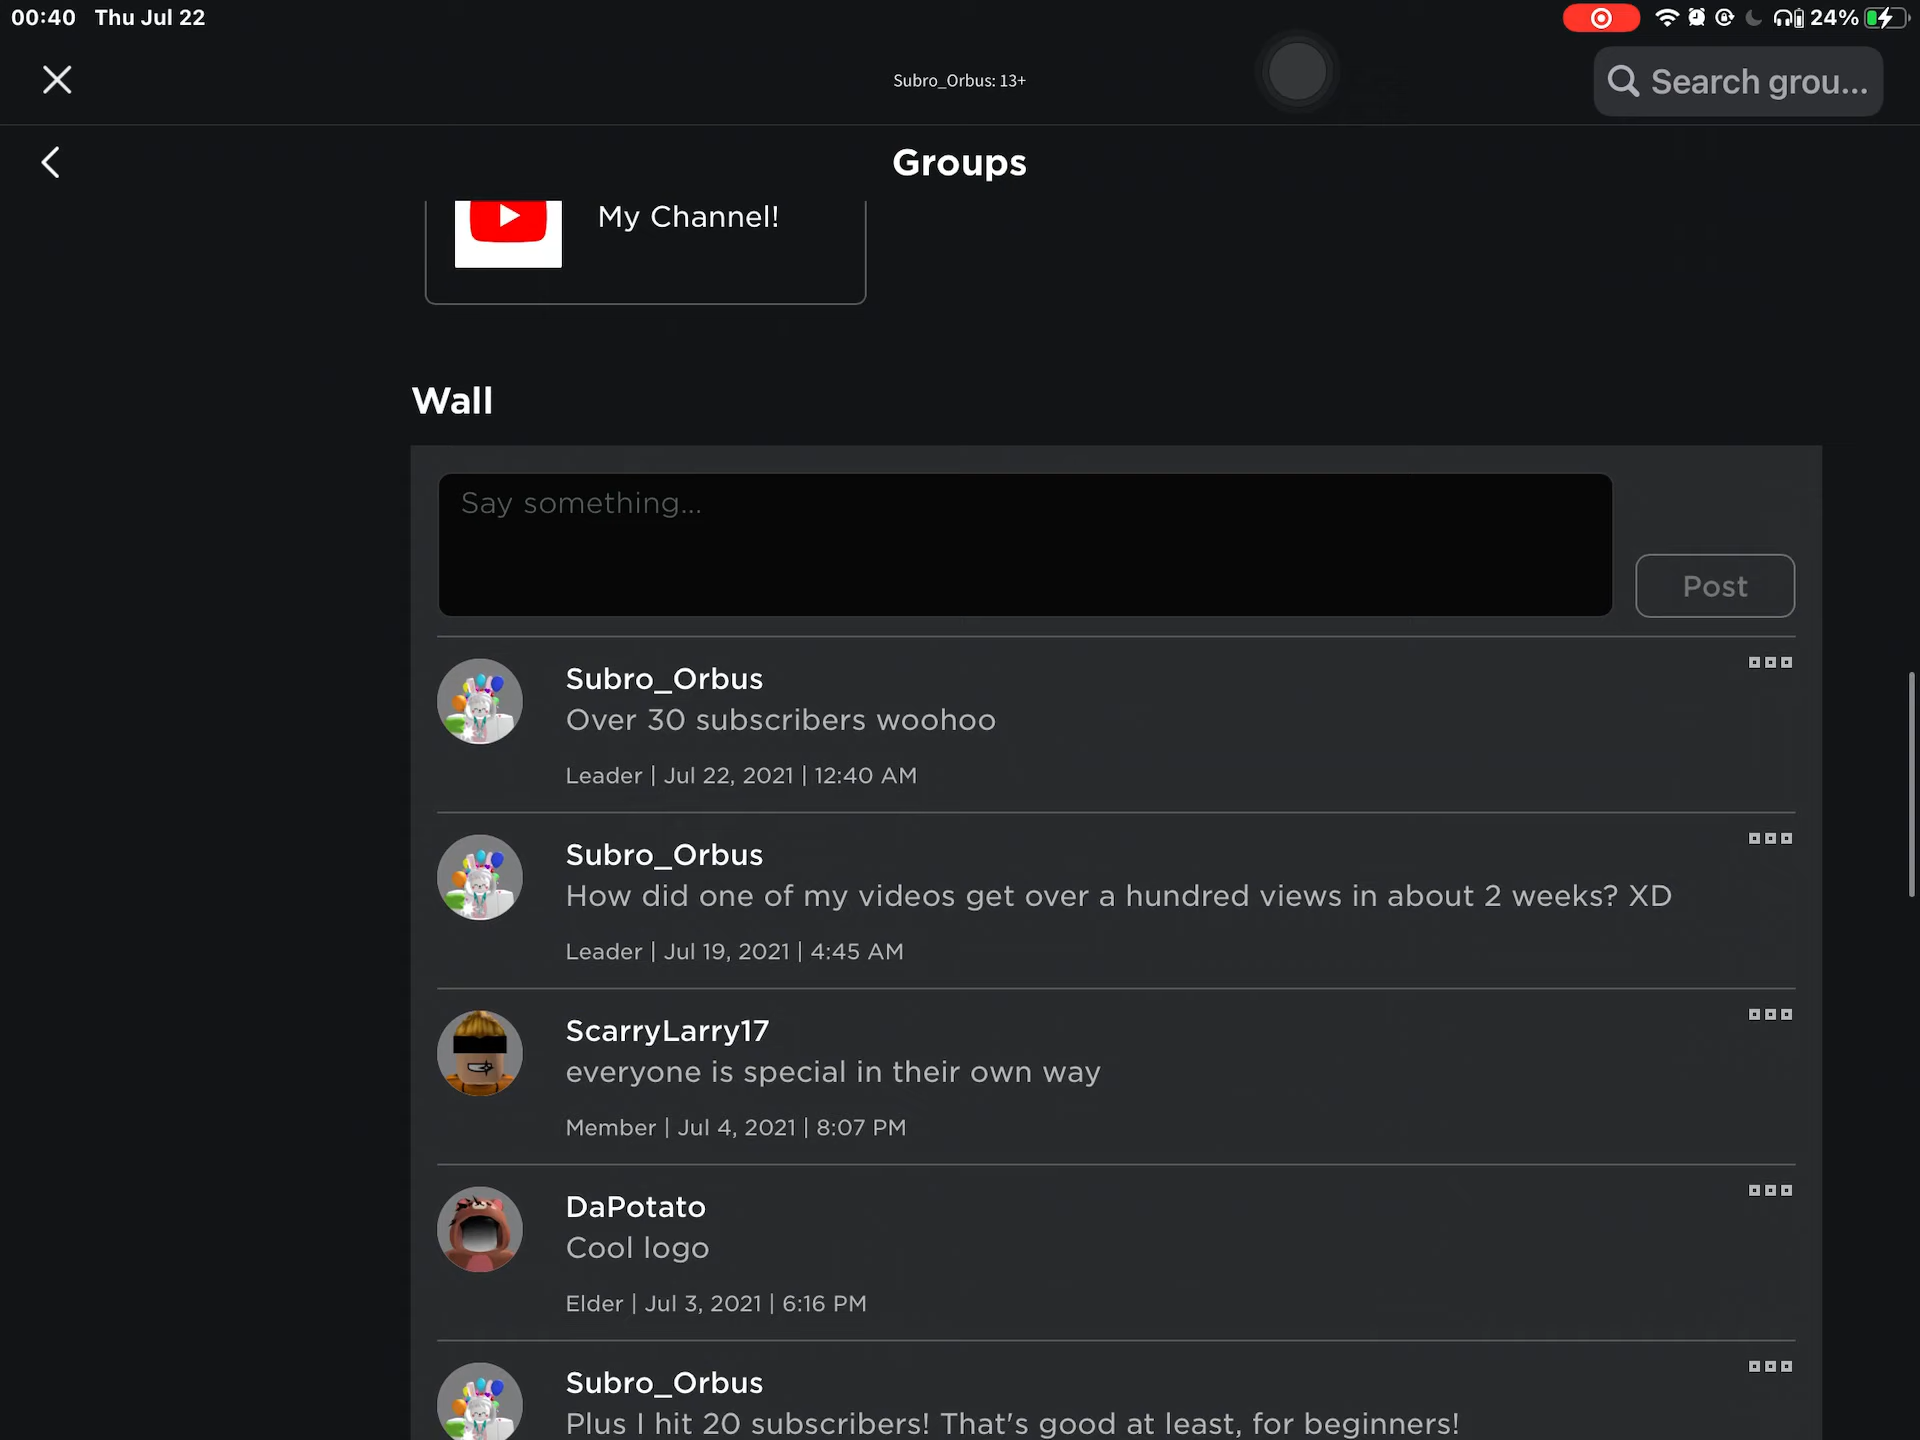 00:40 Thu Jul 22
24%
Subro_Orbus: 13+
Search grou...
Groups
My Channel!
Wall
Say something...
Post
Subro_Orbus
Over 30 subscribers woohoo
Leader | Jul 22, 2021 | 12:40 AM
Subro_Orbus
How did one of my videos get over a hundred views in about 2 weeks? XD
Leader | Jul 19, 2021 | 4:45 AM
ScarryLarry17
everyone is special in their own way
Member | Jul 4, 2021 | 8:07 PM
DaPotato
Cool logo
Elder | Jul 3, 2021 | 6:16 PM
Subro_Orbus
Plus I hit 20 subscribers! That's good at least, for beginners!